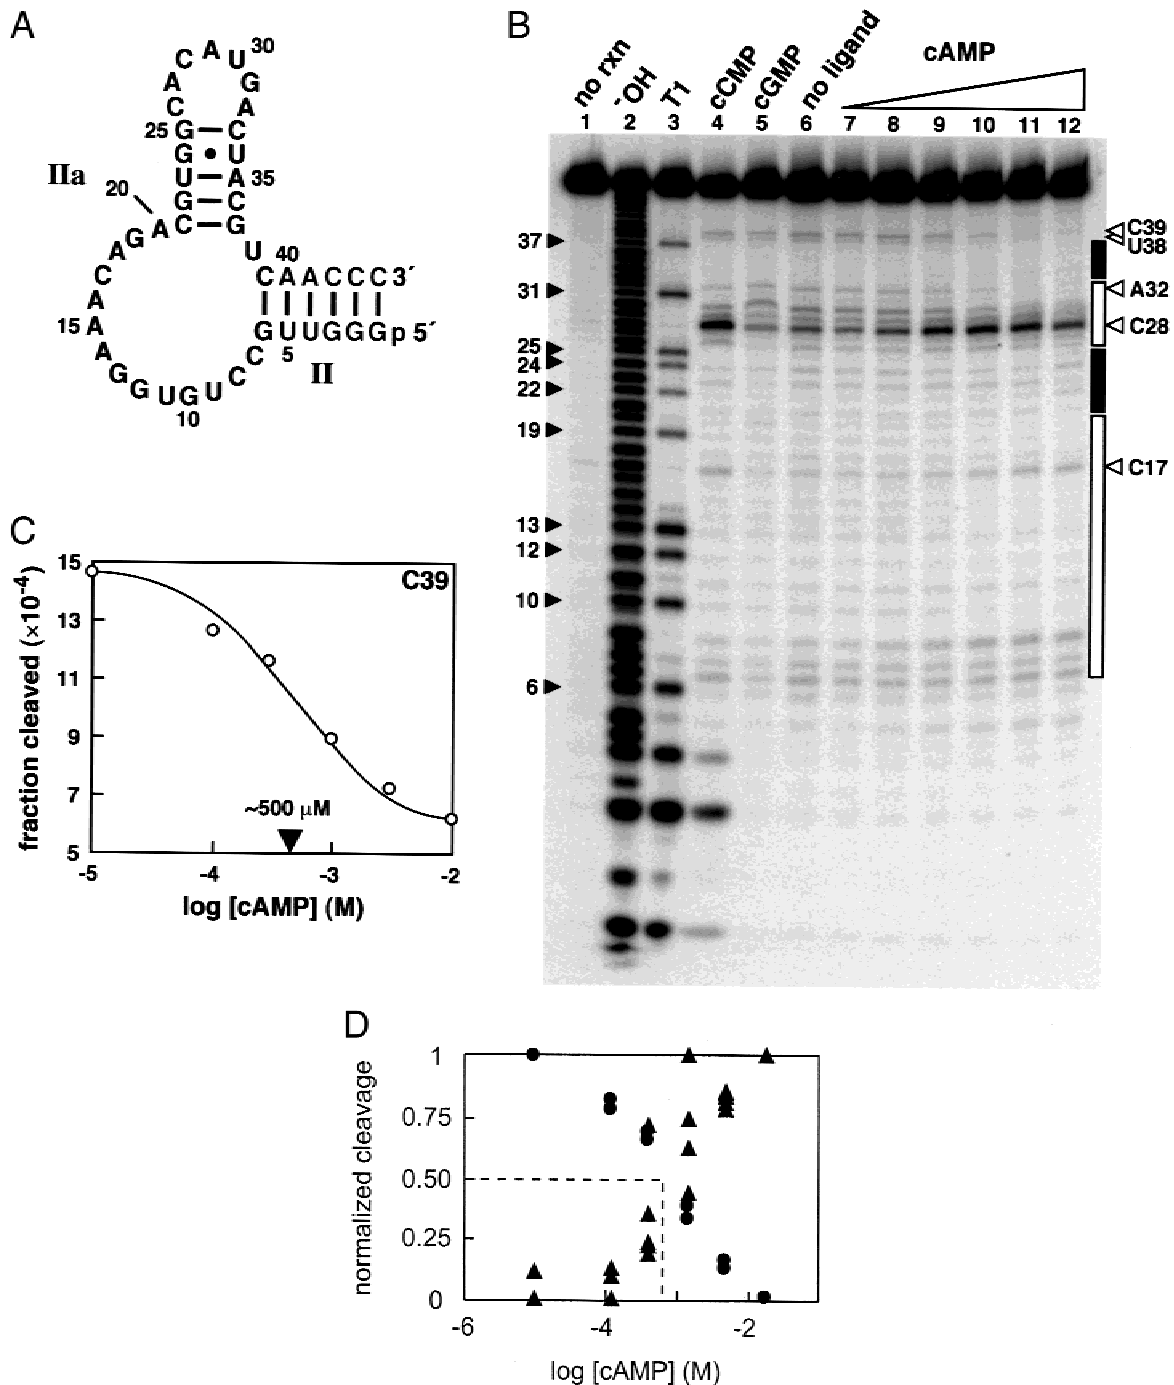 A
C A U 30
A G
C A
25 G C
G U
IIa 20 U A 35
G C
A C G
G U 40
A C A A C C C 3´
C
A
15 A G U U G G G p 5´
A C 5
G C II
G U G U
10
B
no rxn
⁻OH
T1
cCMP
cGMP
no ligand
cAMP
1 2 3 4 5 6 7 8 9 10 11 12
37
31
25
24
22
19
13
12
10
6
C39
U38
A32
C28
C17
C
fraction cleaved (×10⁻⁴)
15
13
11
9
7
5
C39
~500 µM
-5 -4 -3 -2
log [cAMP] (M)
D
normalized cleavage
1
0.75
0.50
0.25
0
-6 -4 -2
log [cAMP] (M)